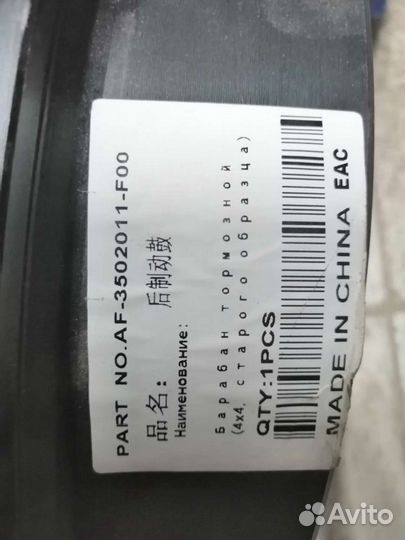 PART NO.AF-3502011-F00
品名: 后制动鼓
Наименование:
Барабан тормозной
(4x4, старого образца)
QTY:1PCS
MADE IN CHINA EAC
Avito